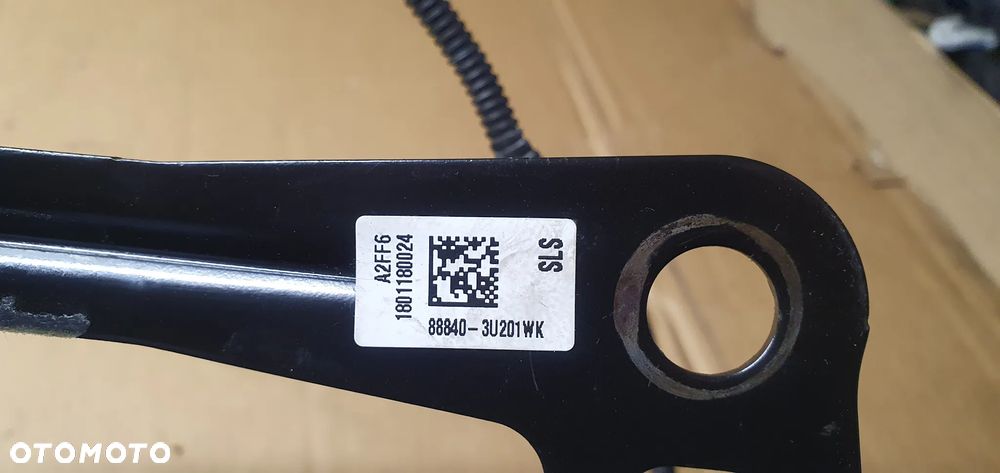 A2FF6
1801180024
88840-3U201WK
SLS
OTOMOTO